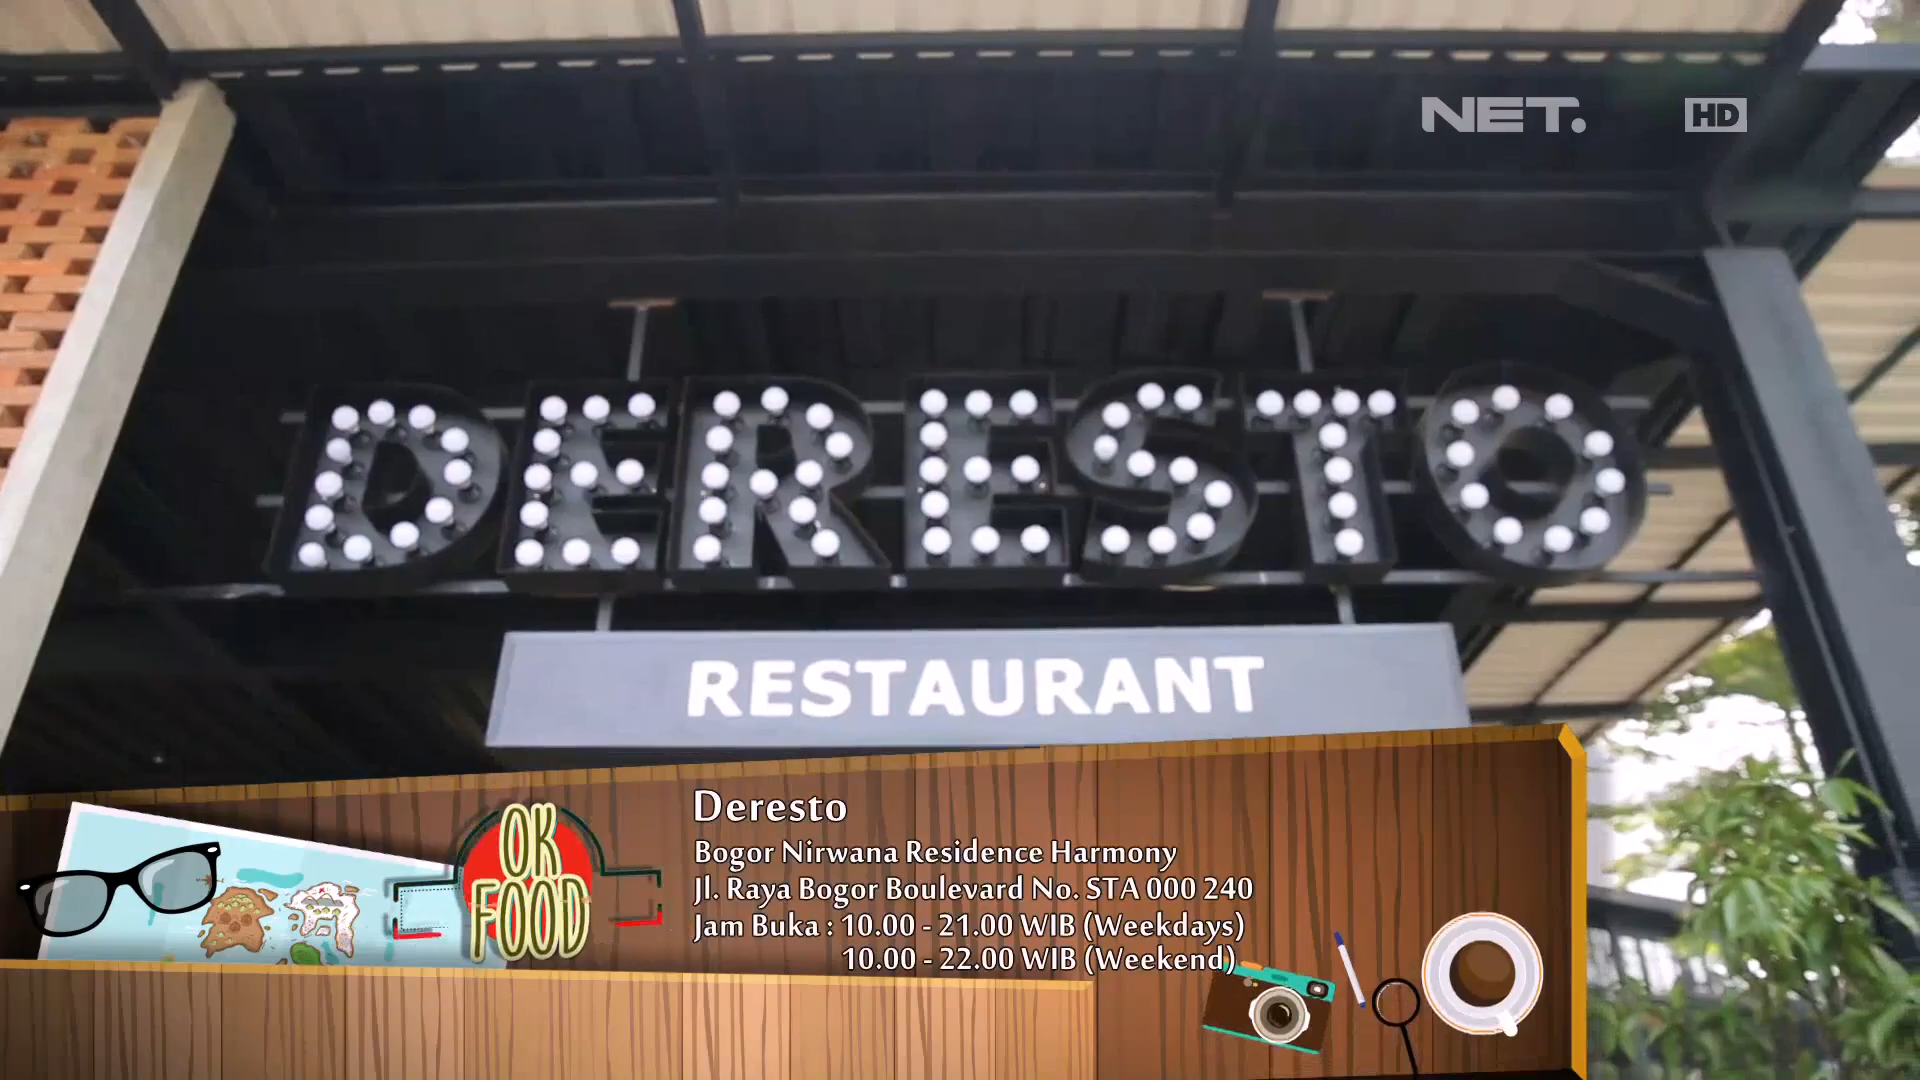 NET.
HD
DERESTO
RESTAURANT
OK
FOOD
Deresto
Bogor Nirwana Residence Harmony
Jl. Raya Bogor Boulevard No. STA 000 240
Jam Buka : 10.00 - 21.00 WIB (Weekdays)
10.00 - 22.00 WIB (Weekend)